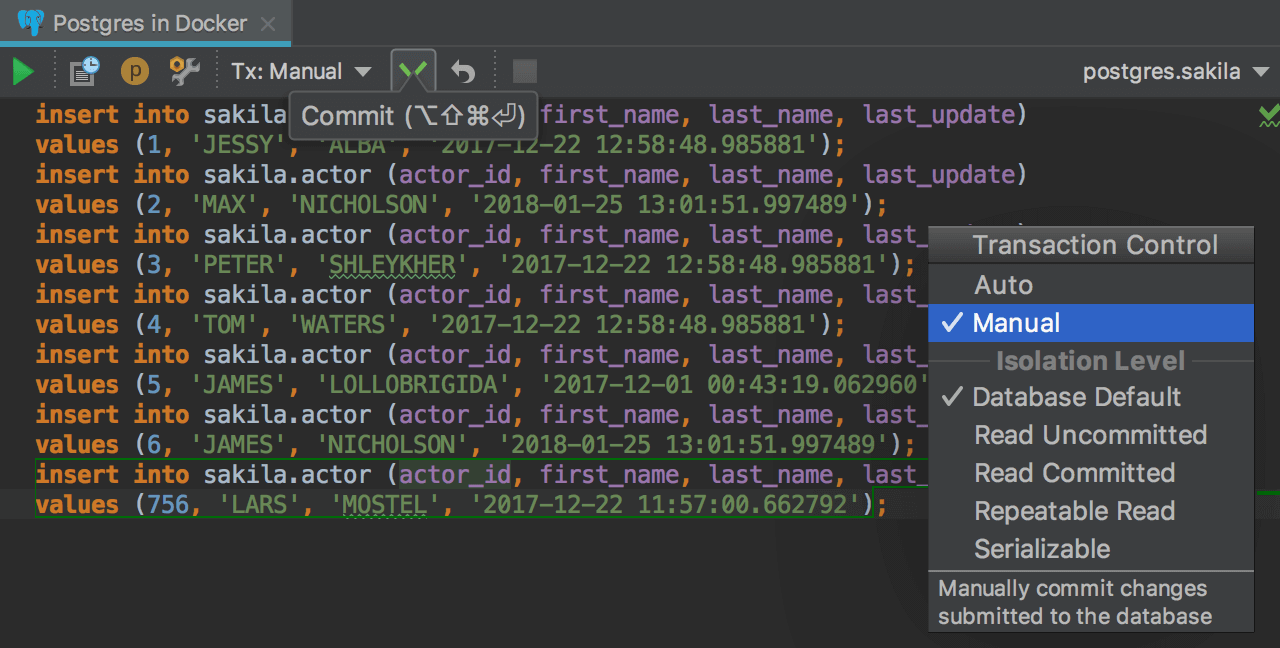 Postgres in Docker
p
Tx: Manual
postgres.sakila
Commit (⌥⇧⌘⏎)
insert into sakila first_name, last_name, last_update)
values (1, 'JESSY', 'ALBA', '2017-12-22 12:58:48.985881');
insert into sakila.actor (actor_id, first_name, last_name, last_update)
values (2, 'MAX', 'NICHOLSON', '2018-01-25 13:01:51.997489');
insert into sakila.actor (actor_id, first_name, last_name, last_
values (3, 'PETER', 'SHLEYKHER', '2017-12-22 12:58:48.985881');
insert into sakila.actor (actor_id, first_name, last_name, last_
values (4, 'TOM', 'WATERS', '2017-12-22 12:58:48.985881');
insert into sakila.actor (actor_id, first_name, last_name, last_
values (5, 'JAMES', 'LOLLOBRIGIDA', '2017-12-01 00:43:19.062960'
insert into sakila.actor (actor_id, first_name, last_name, last_
values (6, 'JAMES', 'NICHOLSON', '2018-01-25 13:01:51.997489');
insert into sakila.actor (actor_id, first_name, last_name, last_
values (756, 'LARS', 'MOSTEL', '2017-12-22 11:57:00.662792');
Transaction Control
Auto
Manual
Isolation Level
Database Default
Read Uncommitted
Read Committed
Repeatable Read
Serializable
Manually commit changes
submitted to the database